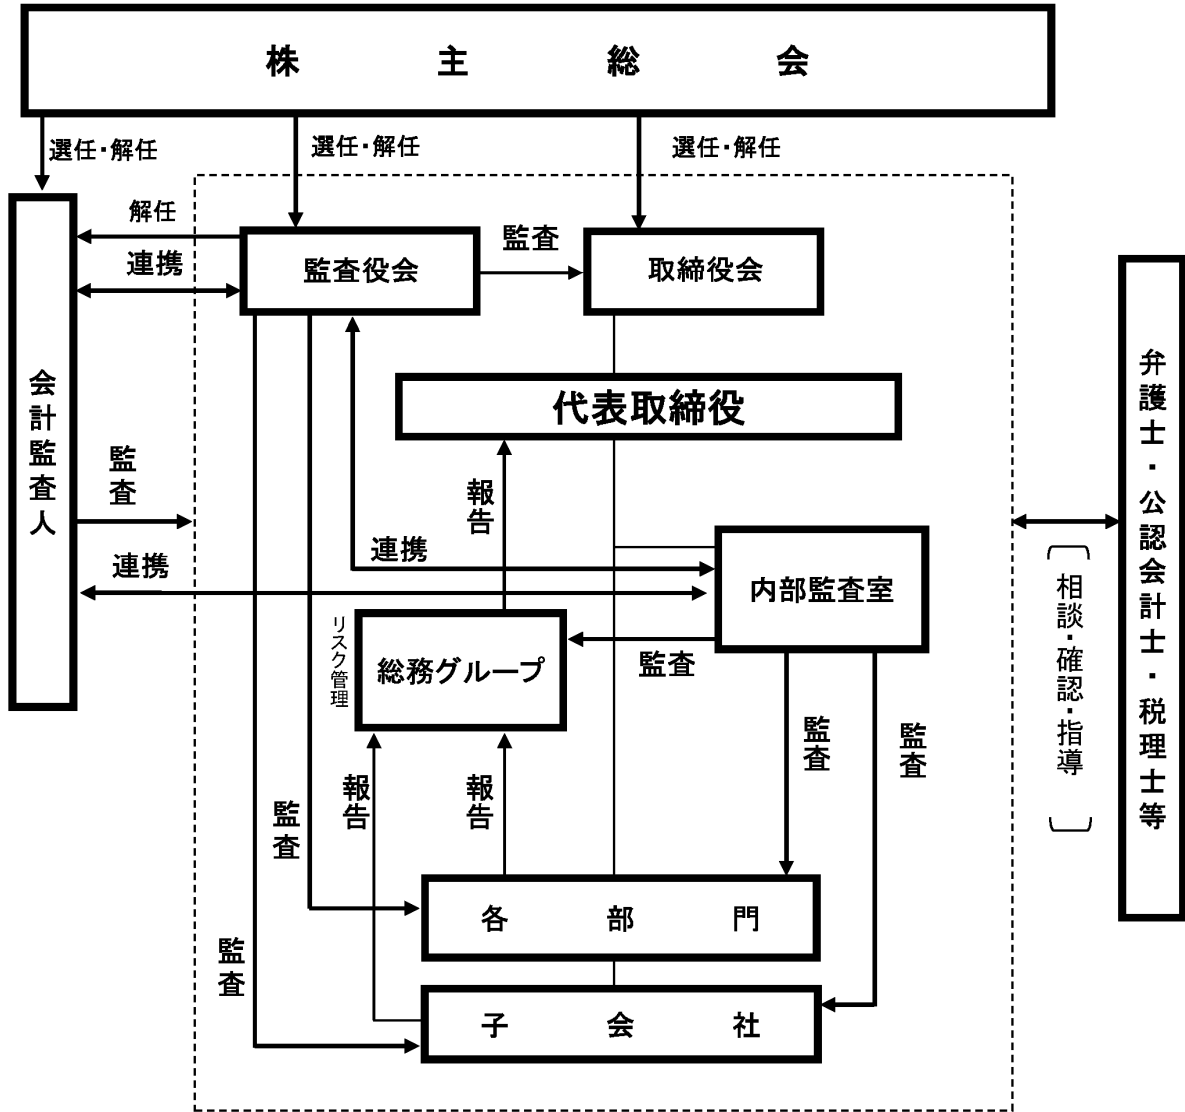 株主総会
選任・解任
選任・解任
選任・解任
解任
連携
監査役会
監査
取締役会
会計監査人
代表取締役
監査
報告
連携
連携
内部監査室
リスク管理
総務グループ
監査
弁護士・公認会計士・税理士等
相談・確認・指導
報告
報告
監査
監査
監査
各部門
監査
子会社